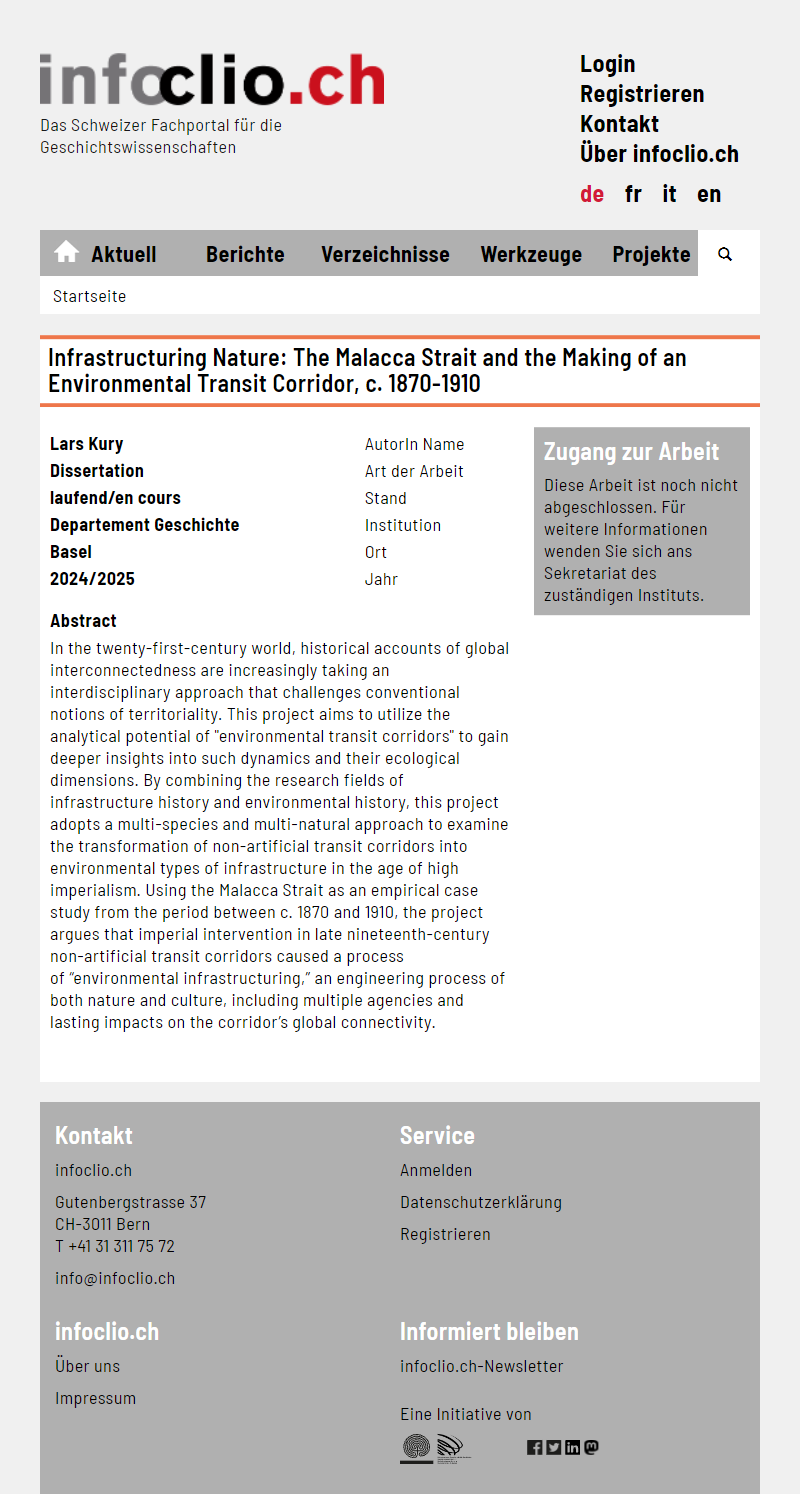 infoclio.ch
Das Schweizer Fachportal für die
Geschichtswissenschaften
Login
Registrieren
Kontakt
Über infoclio.ch
de fr it en
Aktuell Berichte Verzeichnisse Werkzeuge Projekte
Startseite
Infrastructuring Nature: The Malacca Strait and the Making of an
Environmental Transit Corridor, c. 1870-1910
Lars Kury AutorIn Name
Dissertation Art der Arbeit
laufend/en cours Stand
Departement Geschichte Institution
Basel Ort
2024/2025 Jahr
Zugang zur Arbeit
Diese Arbeit ist noch nicht
abgeschlossen. Für
weitere Informationen
wenden Sie sich ans
Sekretariat des
zuständigen Instituts.
Abstract
In the twenty-first-century world, historical accounts of global
interconnectedness are increasingly taking an
interdisciplinary approach that challenges conventional
notions of territoriality. This project aims to utilize the
analytical potential of "environmental transit corridors" to gain
deeper insights into such dynamics and their ecological
dimensions. By combining the research fields of
infrastructure history and environmental history, this project
adopts a multi-species and multi-natural approach to examine
the transformation of non-artificial transit corridors into
environmental types of infrastructure in the age of high
imperialism. Using the Malacca Strait as an empirical case
study from the period between c. 1870 and 1910, the project
argues that imperial intervention in late nineteenth-century
non-artificial transit corridors caused a process
of “environmental infrastructuring,” an engineering process of
both nature and culture, including multiple agencies and
lasting impacts on the corridor’s global connectivity.
Kontakt
infoclio.ch
Gutenbergstrasse 37
CH-3011 Bern
T +41 31 311 75 72
info@infoclio.ch
Service
Anmelden
Datenschutzerklärung
Registrieren
infoclio.ch
Über uns
Impressum
Informiert bleiben
infoclio.ch-Newsletter
Eine Initiative von